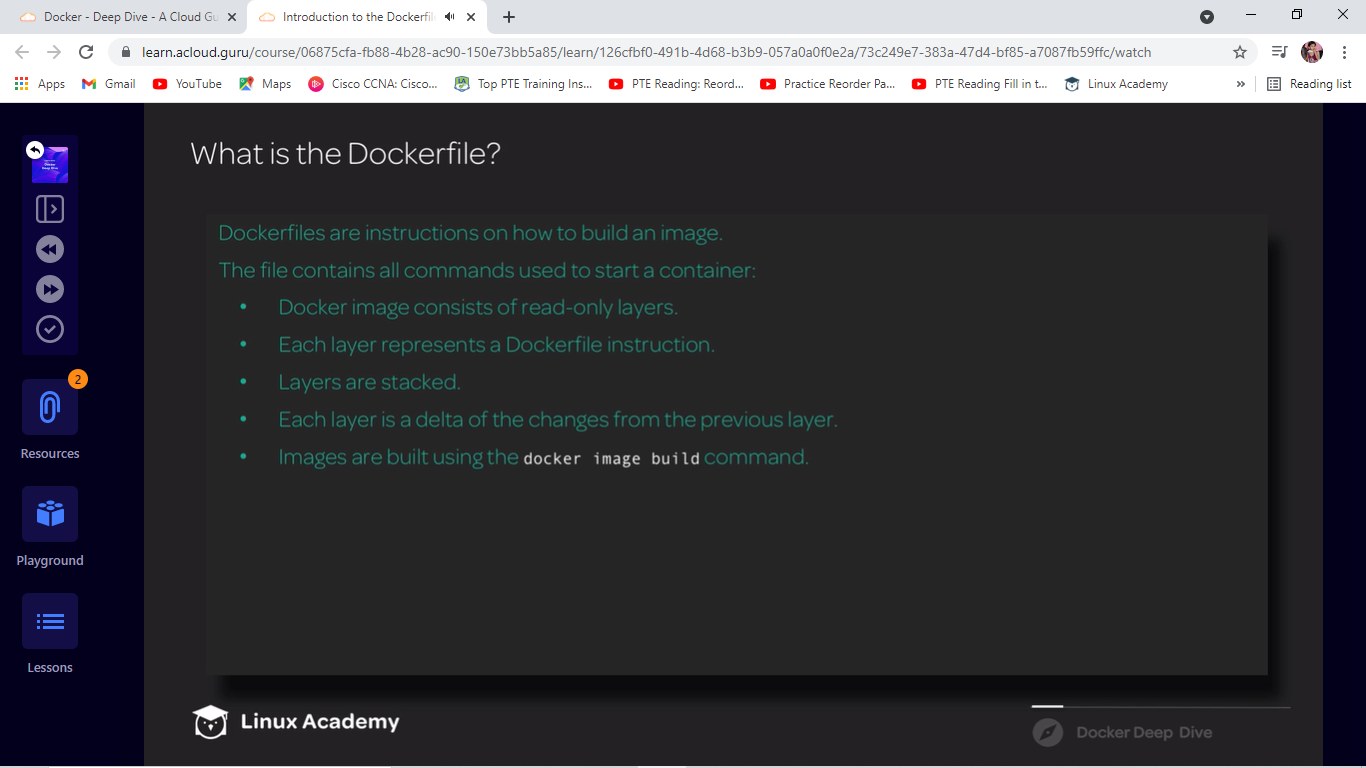 Docker - Deep Dive - A Cloud Gu
Introduction to the Dockerfile
learn.acloud.guru/course/06875cfa-fb88-4b28-ac90-150e73bb5a85/learn/126cfbf0-491b-4d68-b3b9-057a0a0f0e2a/73c249e7-383a-47d4-bf85-a7087fb59ffc/watch
Apps Gmail YouTube Maps Cisco CCNA: Cisco... Top PTE Training Ins... PTE Reading: Reord... Practice Reorder Pa... PTE Reading Fill in t... Linux Academy » Reading list
What is the Dockerfile?
Dockerfiles are instructions on how to build an image.
The file contains all commands used to start a container:
• Docker image consists of read-only layers.
• Each layer represents a Dockerfile instruction.
• Layers are stacked.
• Each layer is a delta of the changes from the previous layer.
• Images are built using the docker image build command.
2
Resources
Playground
Lessons
Linux Academy
Docker Deep Dive